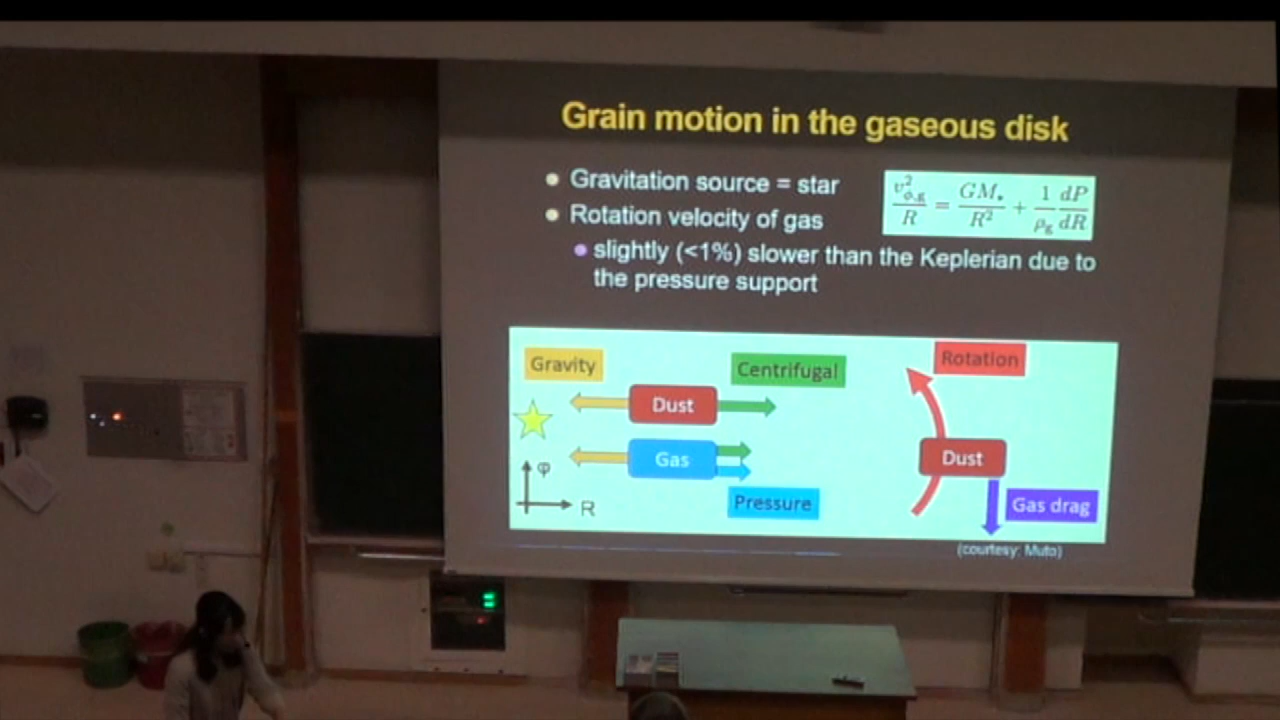 Grain motion in the gaseous disk
Gravitation source = star
Rotation velocity of gas
slightly (<1%) slower than the Keplerian due to
the pressure support
v²ϕ,g / R = GM* / R² + 1/ρg dP/dR
Gravity
Centrifugal
Dust
Gas
Pressure
φ
R
Rotation
Dust
Gas drag
(courtesy: Muto)